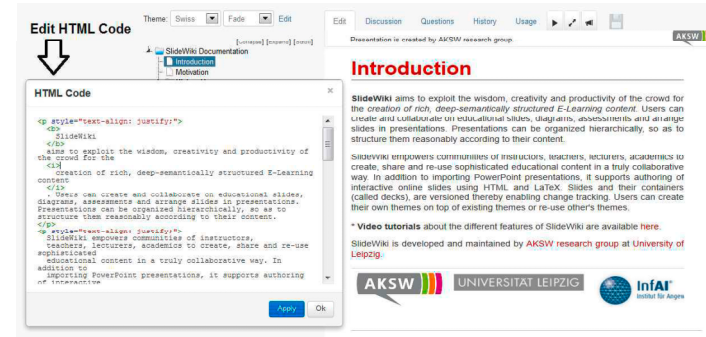 Edit HTML Code
Theme: Swiss Fade Edit
[collapse] [expand] [more]
SlideWiki Documentation
Introduction
Motivation
HTML Code
×
<p style="text-align: justify;">
<b>
SlideWiki
</b>
aims to exploit the wisdom, creativity and productivity of
the crowd for the
<i>
creation of rich, deep-semantically structured E-Learning
content
</i>
. Users can create and collaborate on educational slides,
diagrams, assessments and arrange slides in presentations.
Presentations can be organized hierarchically, so as to
structure them reasonably according to their content.
</p>
<p style="text-align: justify;">
SlideWiki empowers communities of instructors,
teachers, lecturers, academics to create, share and re-use
sophisticated
educational content in a truly collaborative way. In
addition to
importing PowerPoint presentations, it supports authoring
of interactive
Apply Ok
Edit Discussion Questions History Usage
Presentation is created by AKSW research group
AKSW
Introduction
SlideWiki aims to exploit the wisdom, creativity and productivity of the crowd for
the creation of rich, deep-semantically structured E-Learning content. Users can
create and collaborate on educational slides, diagrams, assessments and arrange
slides in presentations. Presentations can be organized hierarchically, so as to
structure them reasonably according to their content.
SlideWiki empowers communities of instructors, teachers, lecturers, academics to
create, share and re-use sophisticated educational content in a truly collaborative
way. In addition to importing PowerPoint presentations, it supports authoring of
interactive online slides using HTML and LaTeX. Slides and their containers
(called decks), are versioned thereby enabling change tracking. Users can create
their own themes on top of existing themes or re-use other's themes.
* Video tutorials about the different features of SlideWiki are available here.
SlideWiki is developed and maintained by AKSW research group at University of
Leipzig.
AKSW
UNIVERSITÄT LEIPZIG
InfAI
Institut für Angew